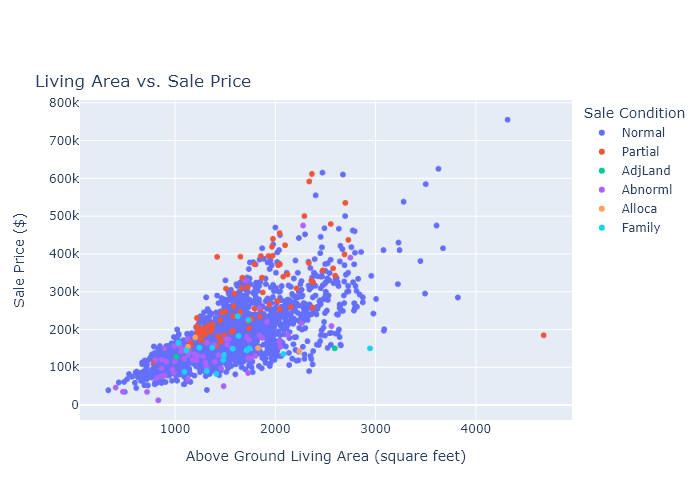 Living Area vs. Sale Price
800k
700k
600k
500k
400k
300k
200k
100k
0
Sale Price ($)
1000
2000
3000
4000
Above Ground Living Area (square feet)
Sale Condition
Normal
Partial
AdjLand
Abnorml
Alloca
Family